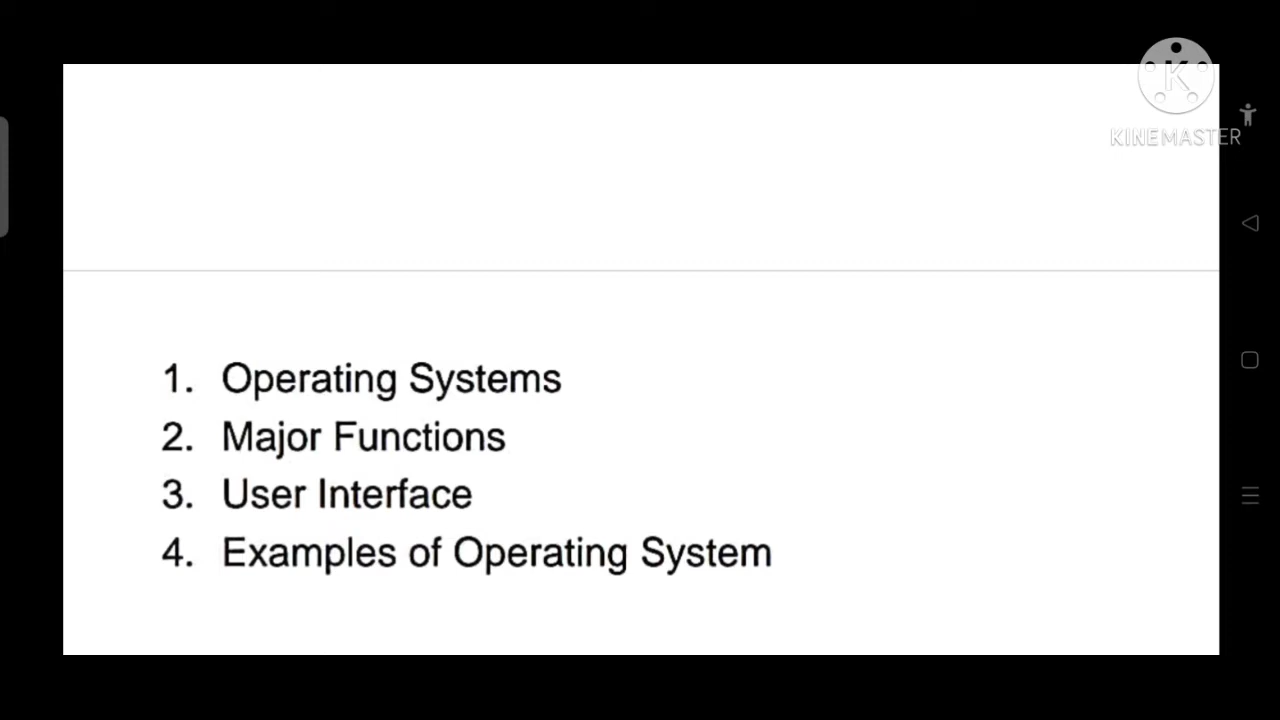 K
KINEMASTER
1. Operating Systems
2. Major Functions
3. User Interface
4. Examples of Operating System